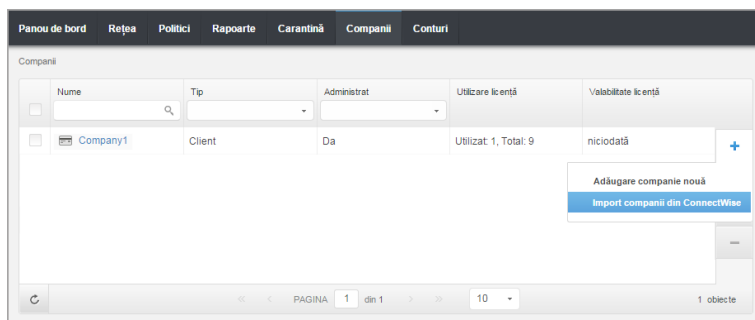 Panou de bord Rețea Politici Rapoarte Carantină Companii Conturi
Companii
Nume Tip Administrat Utilizare licență Valabilitate licență
Company1 Client Da Utilizat: 1, Total: 9 niciodată
Adăugare companie nouă
Import companii din ConnectWise
PAGINA 1 din 1 10 1 obiecte